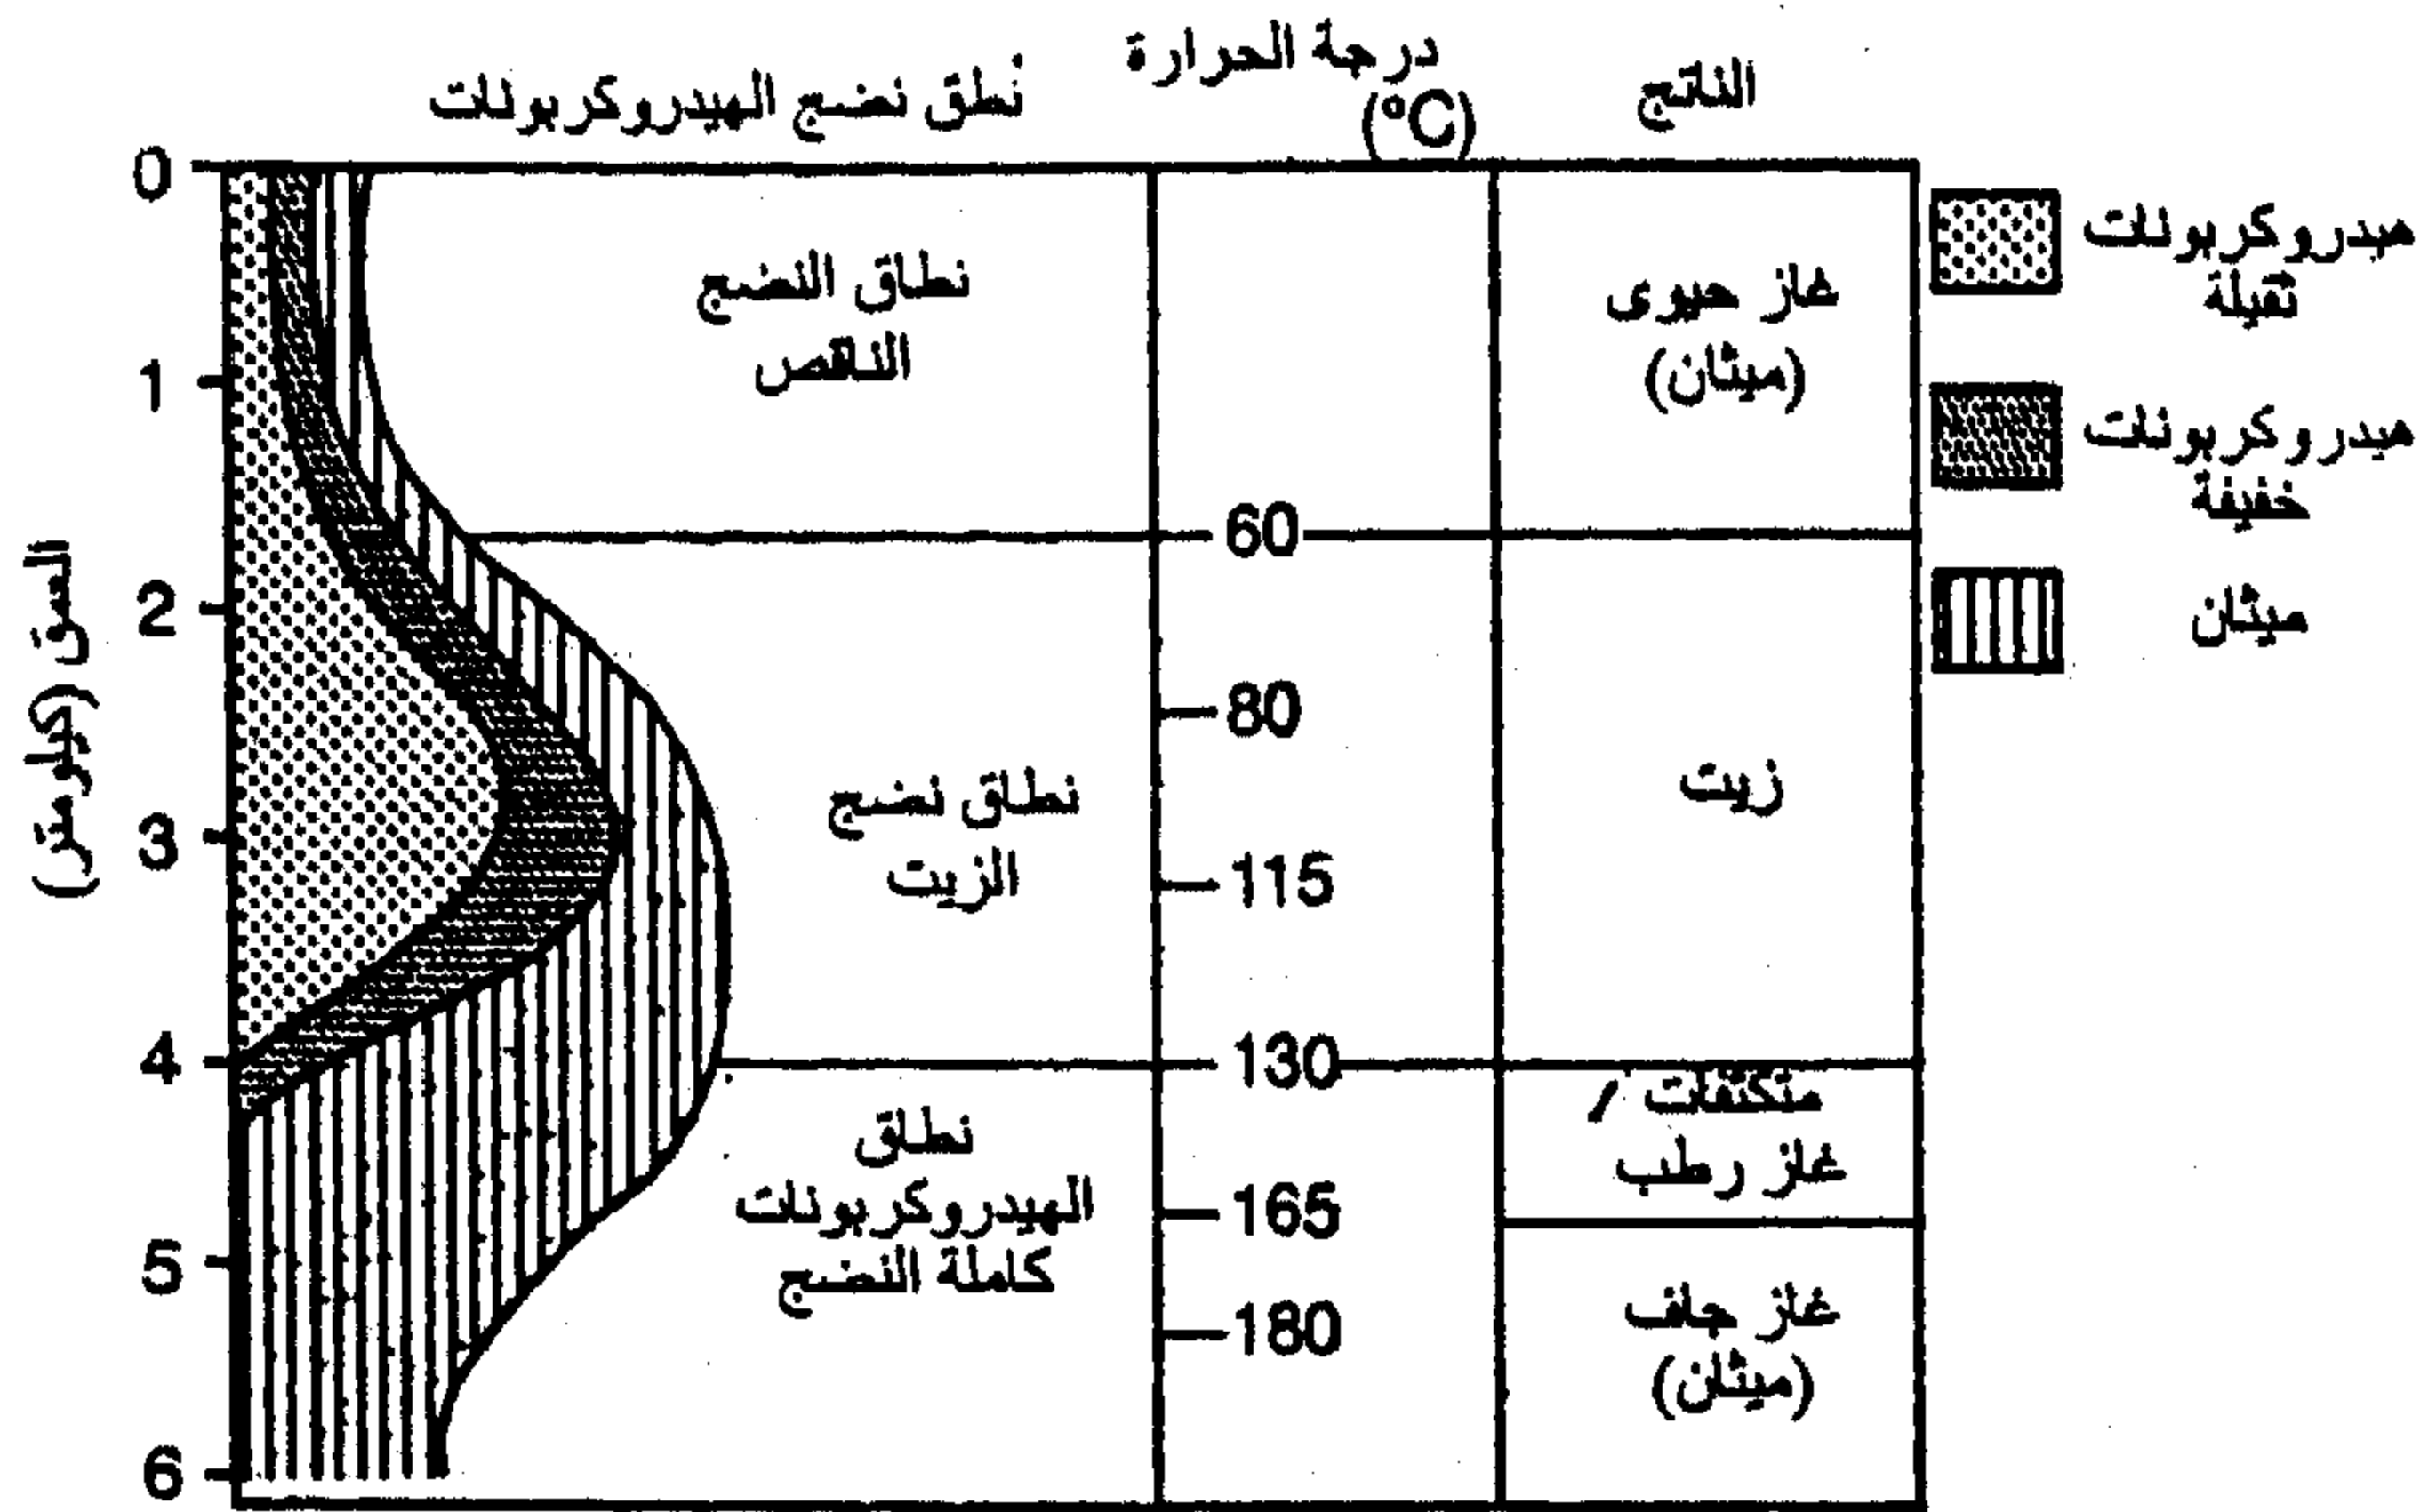 نُطق نضج الهيدروكربونات
درجة الحرارة
(°C)
الناتج
0
1
2
3
4
5
6
العمق (كيلومتر)
نطاق النضج
الناقص
نطاق نضج
الزيت
نطاق
الهيدروكربونات
كاملة النضج
60
80
115
130
165
180
غاز حيوى
(ميثان)
زيت
متكثفات /
غاز رطب
غاز جاف
(ميثان)
هيدروكربونات
ثقيلة
هيدروكربونات
خفيفة
ميثان